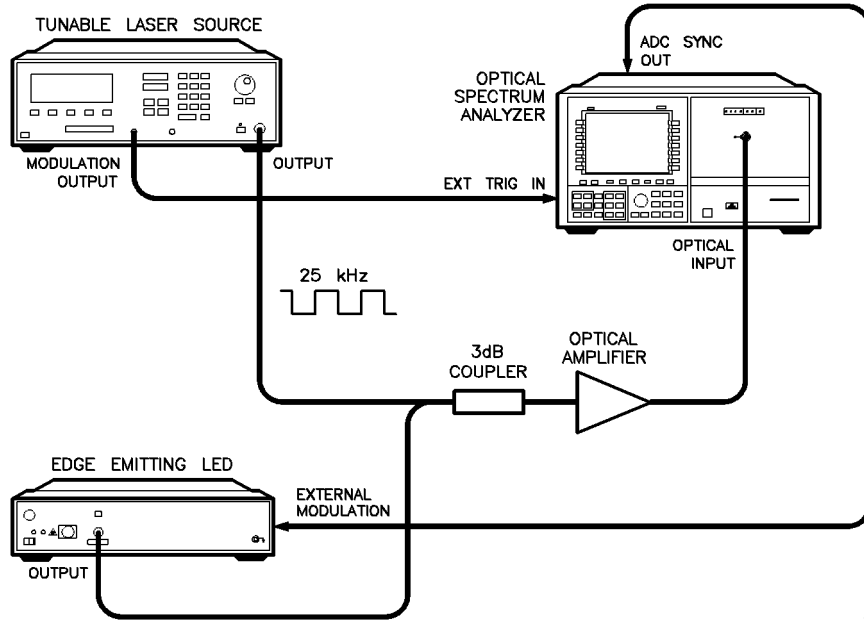 TUNABLE LASER SOURCE
MODULATION
OUTPUT
OUTPUT
ADC SYNC
OUT
OPTICAL
SPECTRUM
ANALYZER
EXT TRIG IN
OPTICAL
INPUT
25 kHz
3dB
COUPLER
OPTICAL
AMPLIFIER
EDGE EMITTING LED
EXTERNAL
MODULATION
OUTPUT